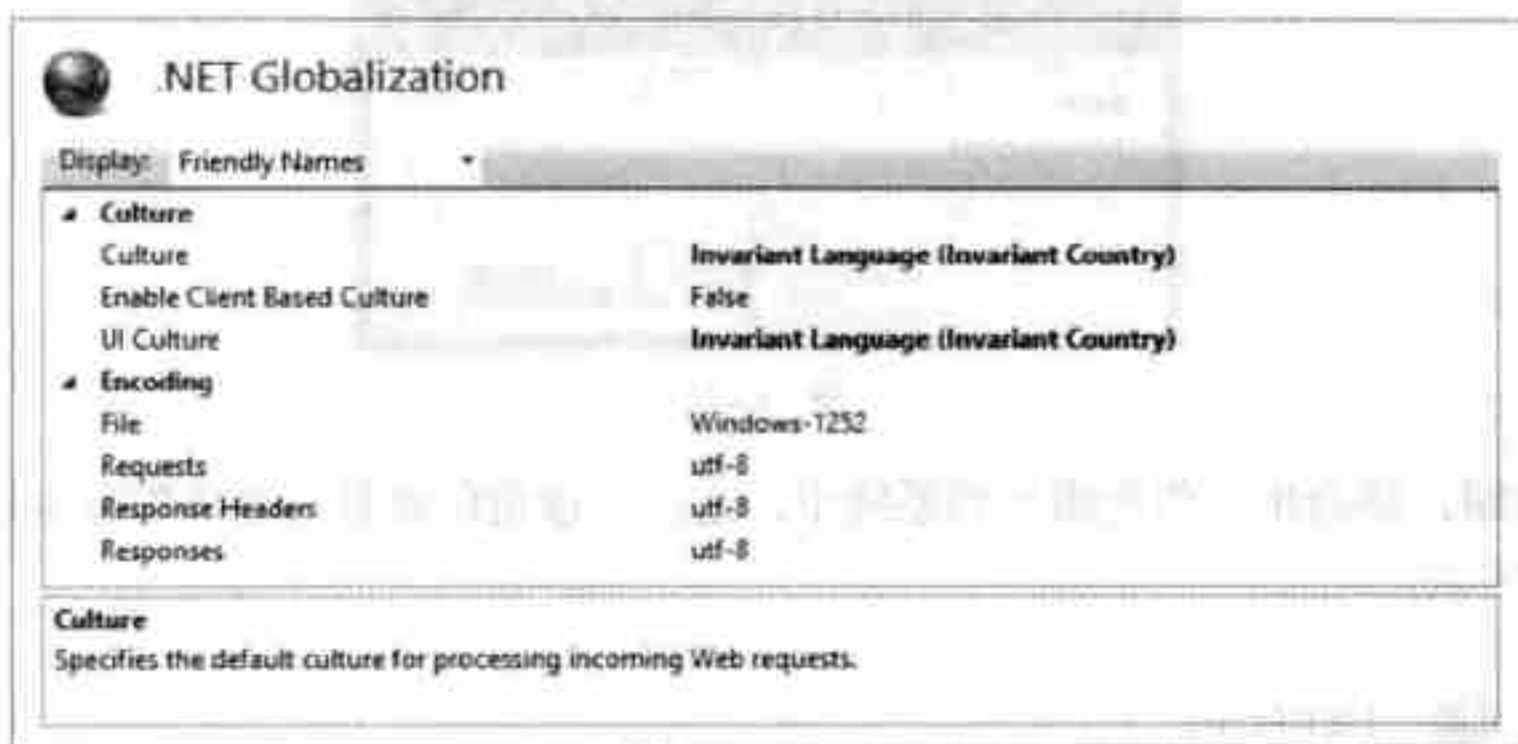 .NET Globalization
Display: Friendly Names
Culture
Culture Invariant Language (Invariant Country)
Enable Client Based Culture False
UI Culture Invariant Language (Invariant Country)
Encoding
File Windows-1252
Requests utf-8
Response Headers utf-8
Responses utf-8
Culture
Specifies the default culture for processing incoming Web requests.